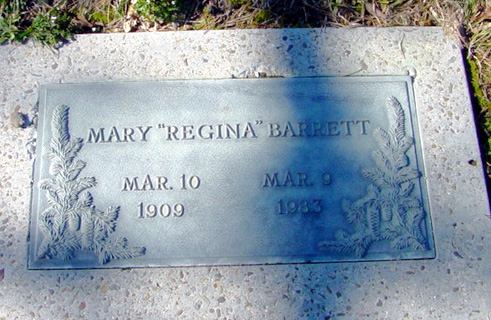 MARY "REGINA" BARRETT
MAR. 10 MAR. 9
1909 1983